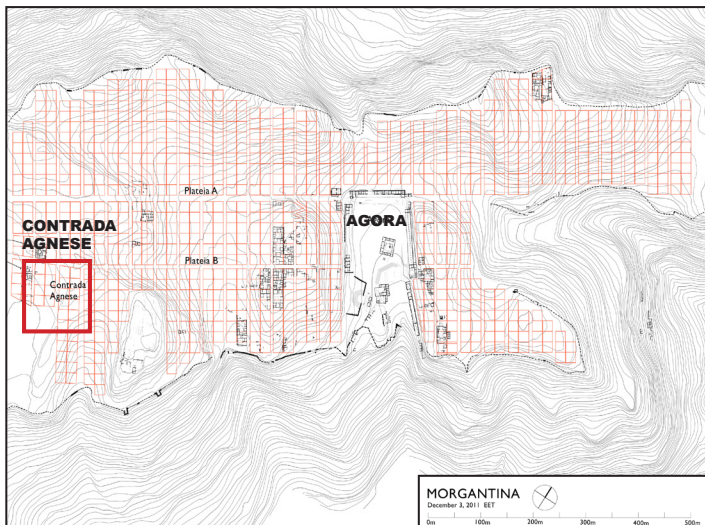 Plateia A
CONTRADA
AGNESE
AGORA
Plateia B
Contrada
Agnese
MORGANTINA
December 3, 2011 EET
0m 100m 200m 300m 400m 500m